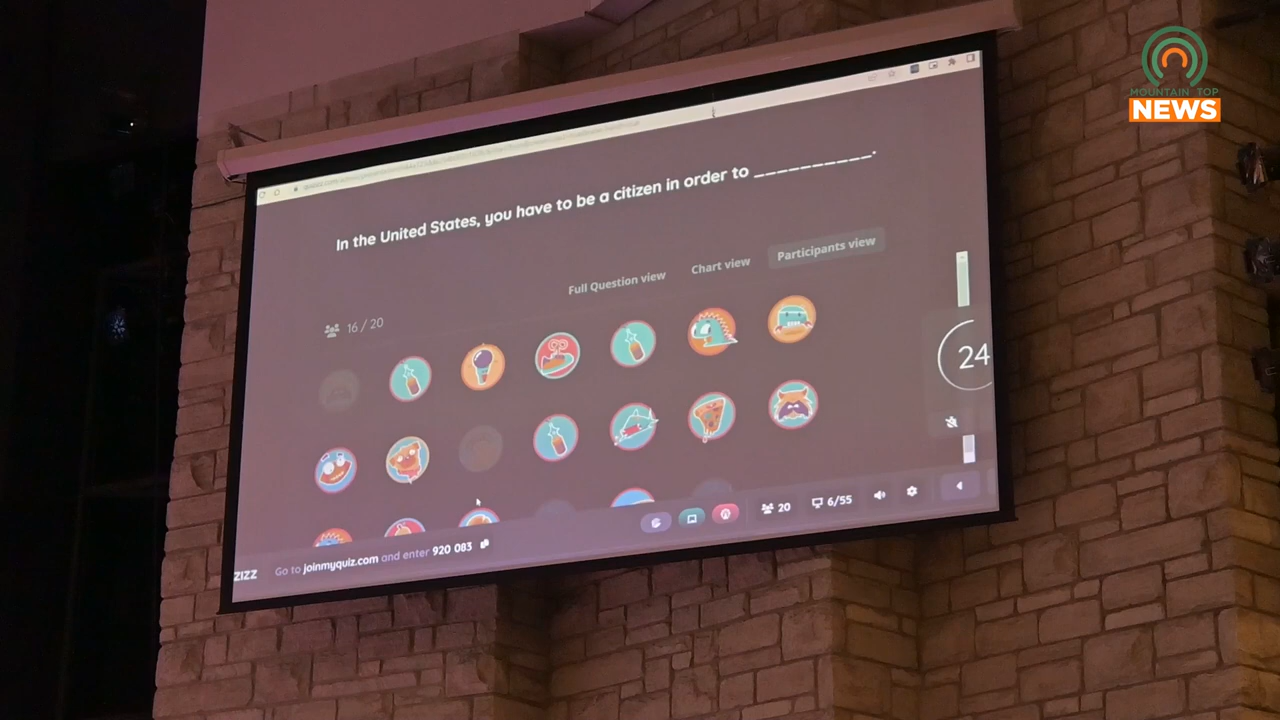 MOUNTAIN TOP
NEWS
In the United States, you have to be a citizen in order to __________.
Full Question view
Chart view
Participants view
16 / 20
24
20
6/55
ZIZZ
Go to joinmyquiz.com and enter 920 083